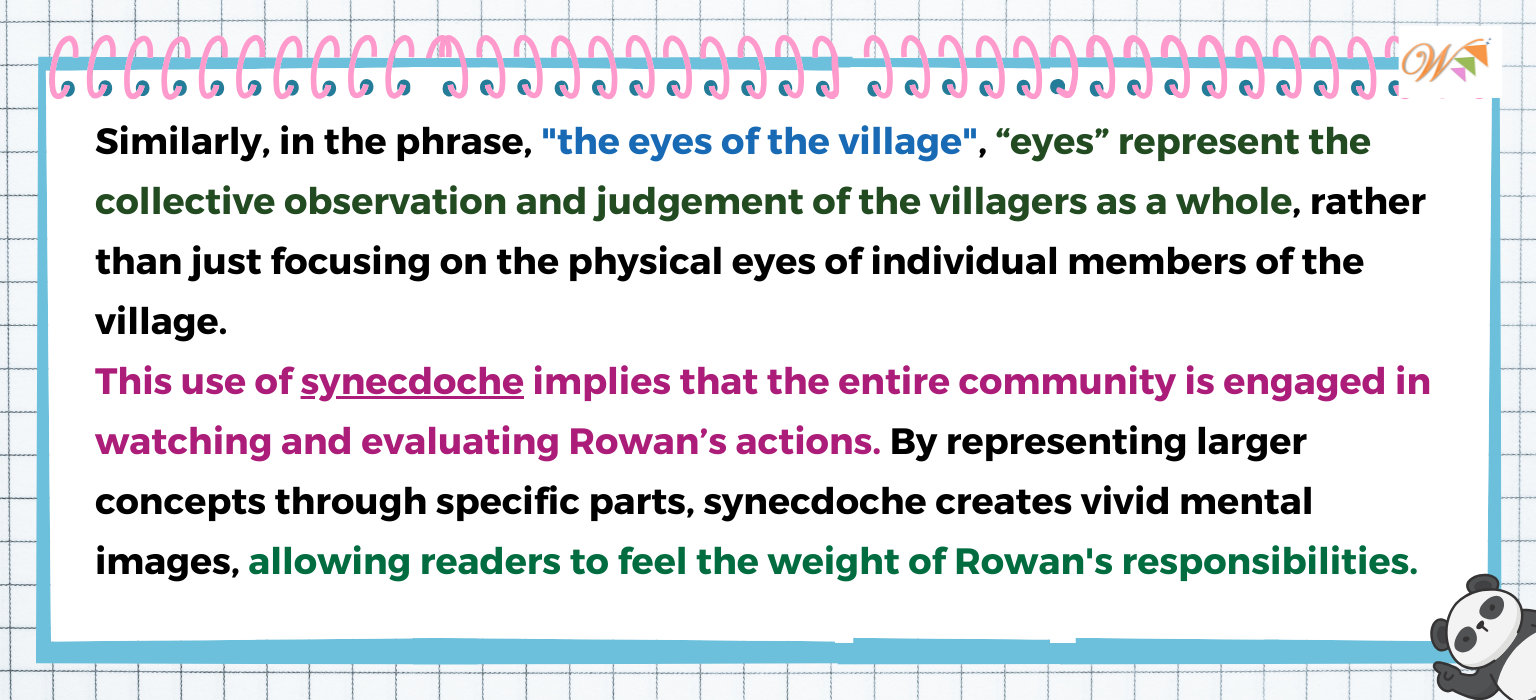 W
Similarly, in the phrase, "the eyes of the village", “eyes” represent the
collective observation and judgement of the villagers as a whole, rather
than just focusing on the physical eyes of individual members of the
village.
This use of synecdoche implies that the entire community is engaged in
watching and evaluating Rowan’s actions. By representing larger
concepts through specific parts, synecdoche creates vivid mental
images, allowing readers to feel the weight of Rowan's responsibilities.